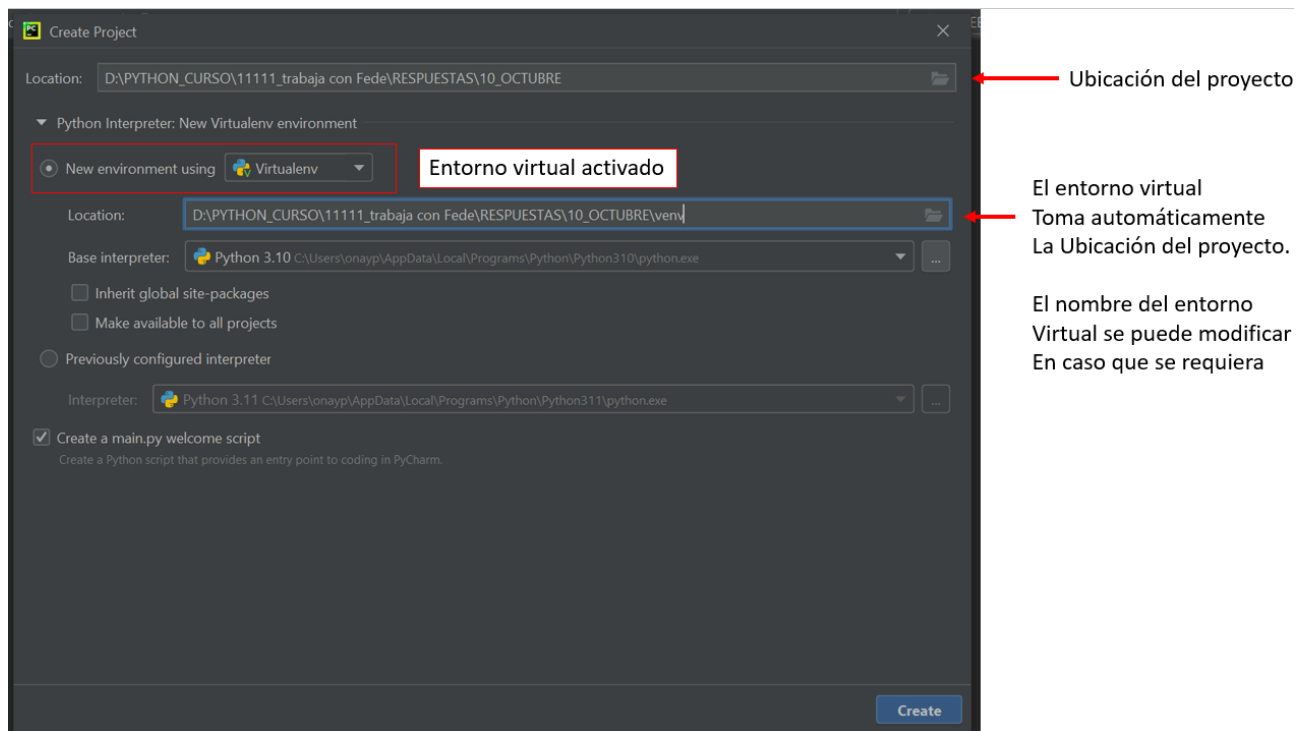 PC
Create Project
Location: D:\PYTHON_CURSO\11111_trabaja con Fede\RESPUESTAS\10_OCTUBRE
Ubicación del proyecto
Python Interpreter: New Virtualenv environment
New environment using Virtualenv
Entorno virtual activado
Location: D:\PYTHON_CURSO\11111_trabaja con Fede\RESPUESTAS\10_OCTUBRE\venv
El entorno virtual
Toma automáticamente
La Ubicación del proyecto.
Base interpreter: Python 3.10 C:\Users\onayp\AppData\Local\Programs\Python\Python310\python.exe ...
Inherit global site-packages
Make available to all projects
El nombre del entorno
Virtual se puede modificar
En caso que se requiera
Previously configured interpreter
Interpreter: Python 3.11 C:\Users\onayp\AppData\Local\Programs\Python\Python311\python.exe ...
Create a main.py welcome script
Create a Python script that provides an entry point to coding in PyCharm.
Create